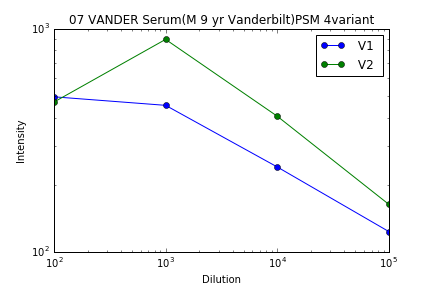 07 VANDER Serum(M 9 yr Vanderbilt)PSM 4variant
10³
V1
V2
Intensity
10²
10² 10³ 10⁴ 10⁵
Dilution